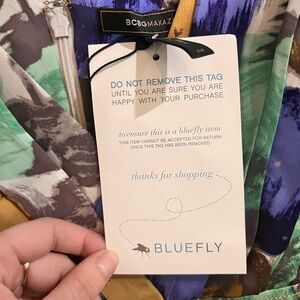 BCBGMAXAZ
DO NOT REMOVE THIS TAG
UNTIL YOU ARE SURE YOU ARE
HAPPY WITH YOUR PURCHASE
to ensure this is a bluefly item
THIS ITEM CANNOT BE ACCEPTED FOR RETURN
ONCE THIS TAG HAS BEEN REMOVED
thanks for shopping
BLUEFLY